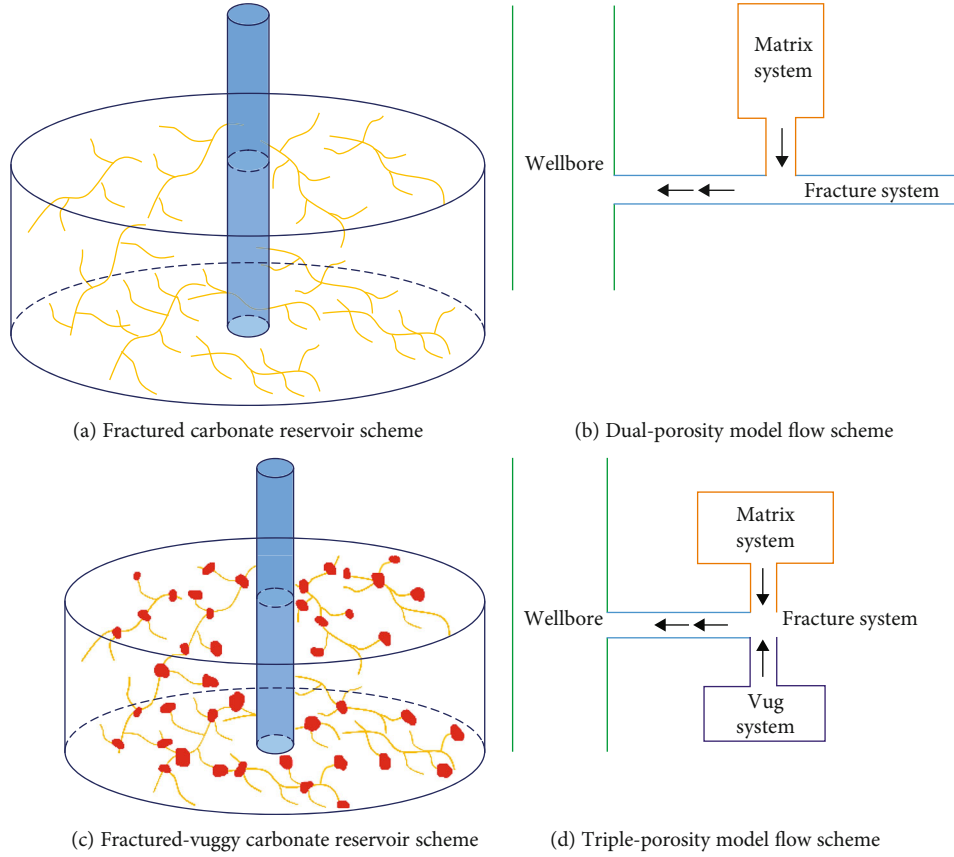 Matrix
system
Wellbore
Fracture system
(a) Fractured carbonate reservoir scheme
(b) Dual-porosity model flow scheme
Matrix
system
Wellbore
Fracture system
Vug
system
(c) Fractured-vuggy carbonate reservoir scheme
(d) Triple-porosity model flow scheme